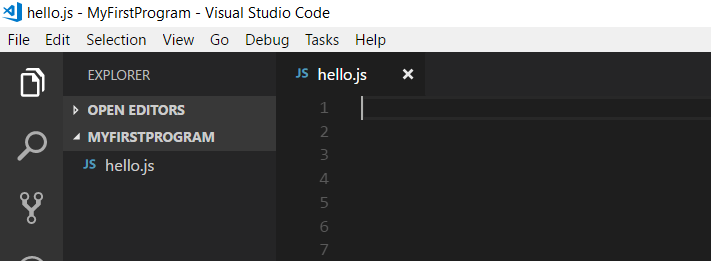 hello.js - MyFirstProgram - Visual Studio Code
File Edit Selection View Go Debug Tasks Help
EXPLORER
OPEN EDITORS
MYFIRSTPROGRAM
JS hello.js
JS hello.js
1
2
3
4
5
6
7